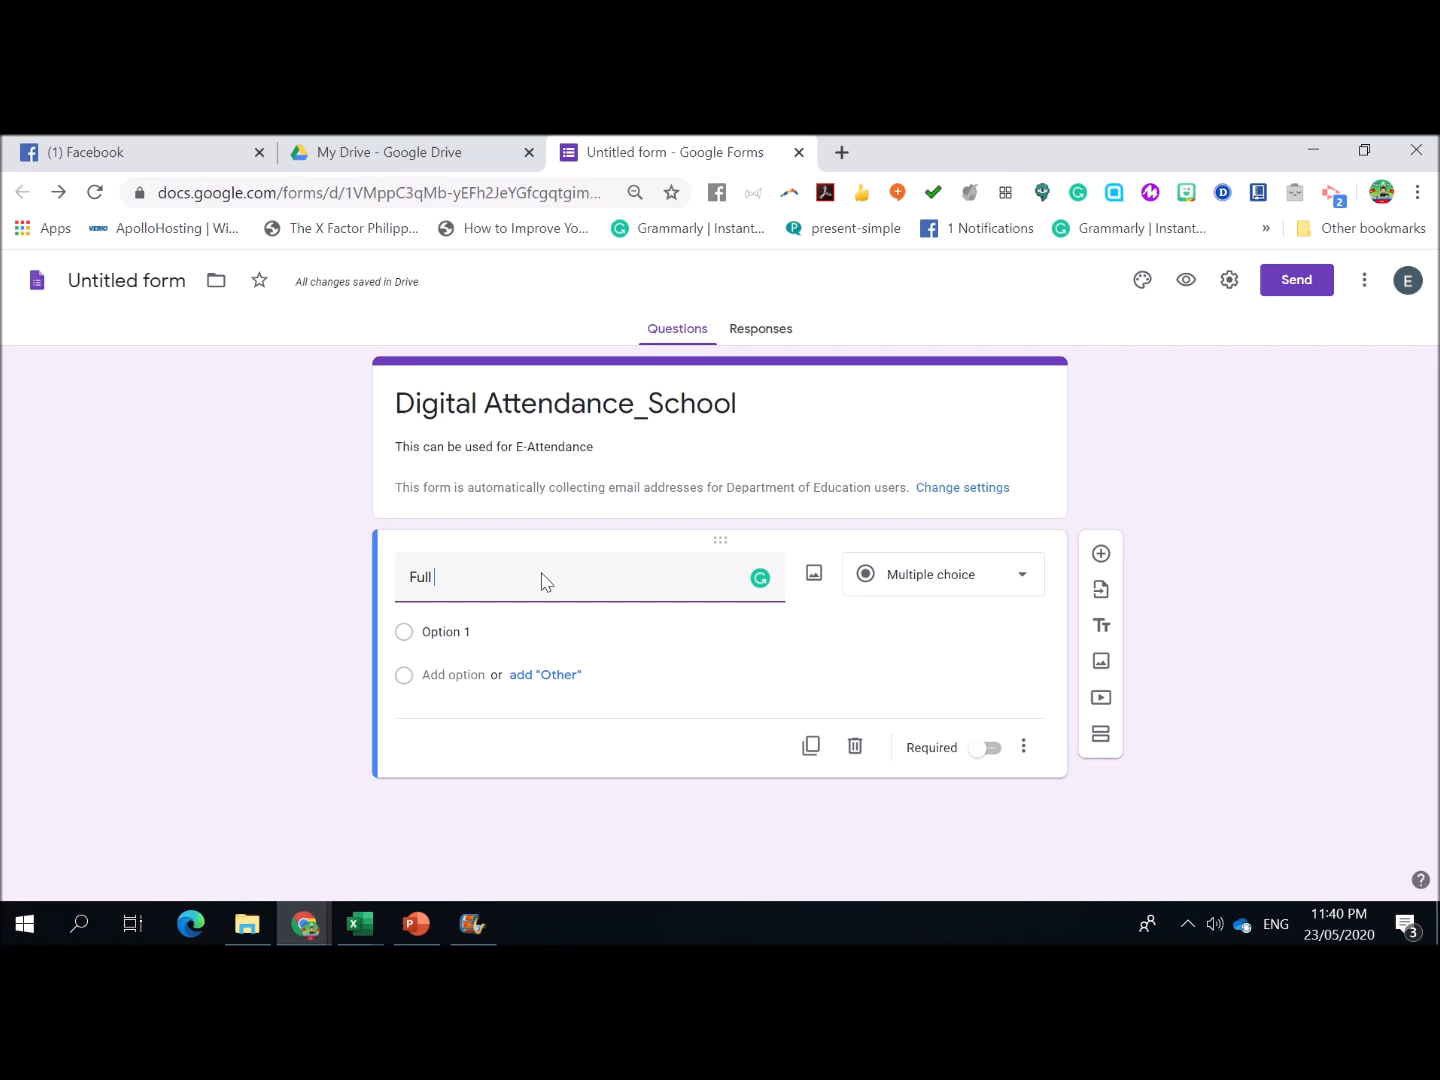 (1) Facebook
My Drive - Google Drive
Untitled form - Google Forms
docs.google.com/forms/d/1VMppC3qMb-yEFh2JeYGfcgqtgim...
2
Apps
VERIO
ApolloHosting | Wi...
The X Factor Philipp...
How to Improve Yo...
Grammarly | Instant...
present-simple
1 Notifications
Grammarly | Instant...
»
Other bookmarks
Untitled form
All changes saved in Drive
Send
E
Questions
Responses
Digital Attendance_School
This can be used for E-Attendance
This form is automatically collecting email addresses for Department of Education users. Change settings
Full
Multiple choice
Option 1
Add option or add "Other"
Tт
Required
ENG
11:40 PM
23/05/2020
3